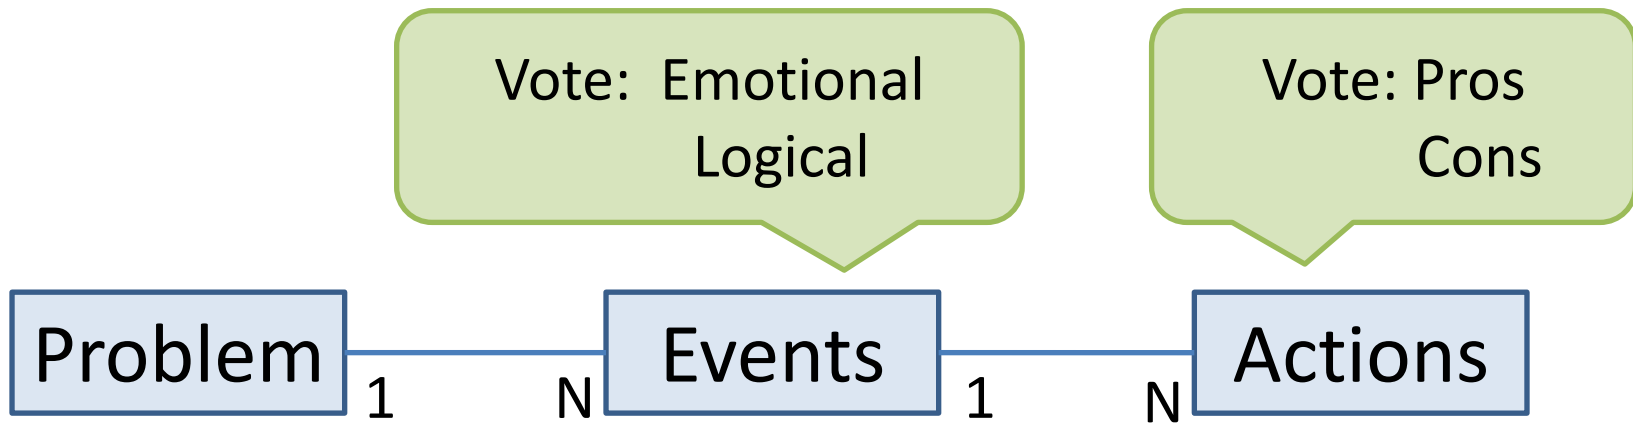 Vote: Emotional
Logical
Vote: Pros
Cons
Problem
1
N
Events
1
N
Actions